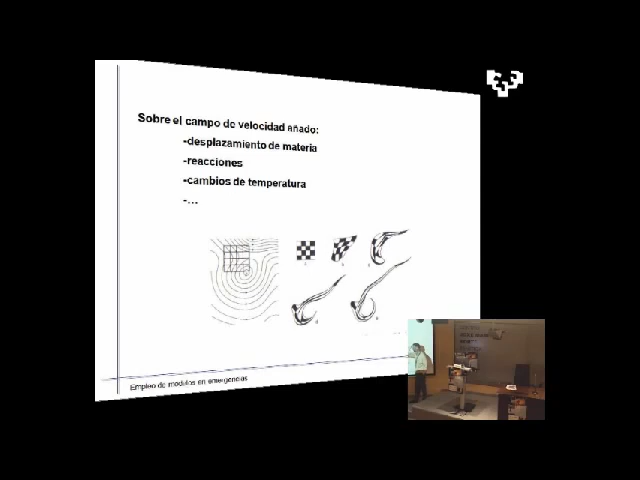 Sobre el campo de velocidad añado:
-desplazamiento de materia
-reacciones
-cambios de temperatura
-...
Empleo de modulos en emergencias